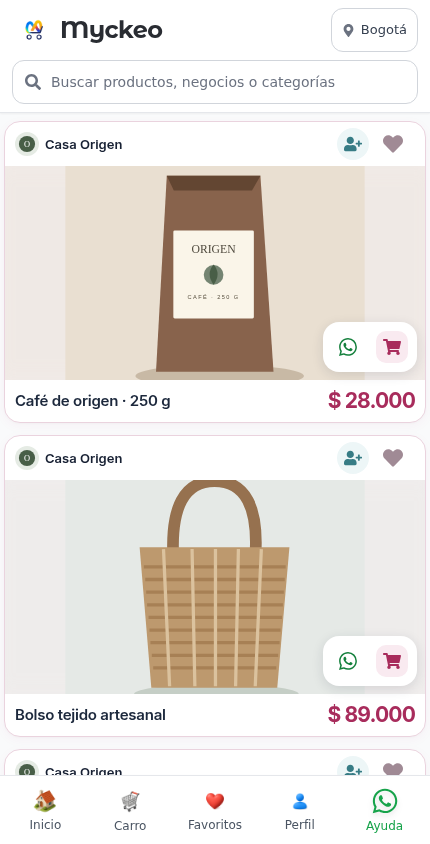 Myckeo
Bogotá
Buscar productos, negocios o categorías
O
Casa Origen
ORIGEN
CAFÉ · 250 G
Café de origen · 250 g
$ 28.000
O
Casa Origen
Bolso tejido artesanal
$ 89.000
O
Casa Origen
Inicio
Carro
Favoritos
Perfil
Ayuda